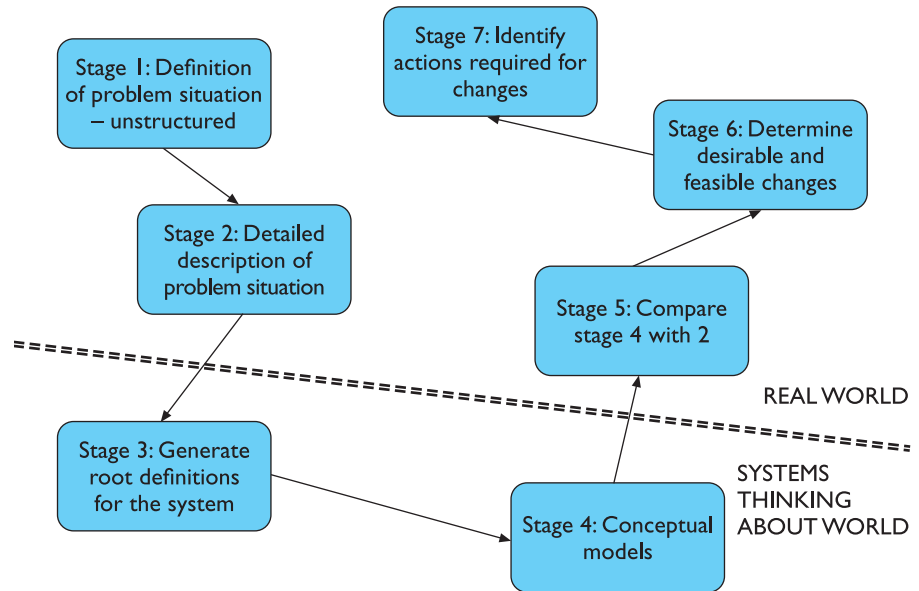 Stage 1: Definition
of problem situation
– unstructured
Stage 2: Detailed
description of
problem situation
Stage 3: Generate
root definitions
for the system
Stage 4: Conceptual
models
Stage 5: Compare
stage 4 with 2
Stage 6: Determine
desirable and
feasible changes
Stage 7: Identify
actions required for
changes
REAL WORLD
SYSTEMS
THINKING
ABOUT WORLD